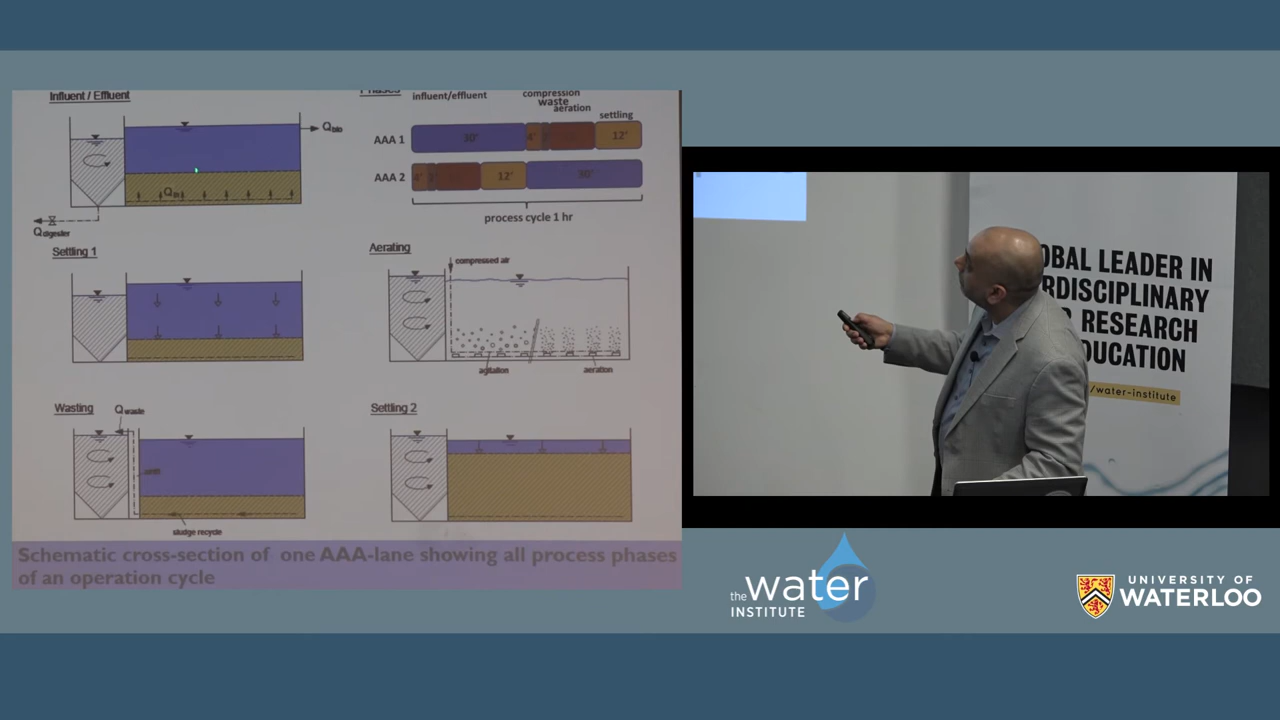 Influent / Effluent
Q bio
Q in
Q digester
Phases
influent/effluent
compression
waste
aeration
settling
AAA 1
30'
4'
12'
AAA 2
4'
12'
30'
process cycle 1 hr
Settling 1
Aerating
compressed air
agitation
aeration
Wasting
Q waste
sludge recycle
Settling 2
Schematic cross-section of one AAA-lane showing all process phases
of an operation cycle
OBAL LEADER IN
RDISCIPLINARY
R RESEARCH
DUCATION
/water-institute
the water
INSTITUTE
UNIVERSITY OF
WATERLOO